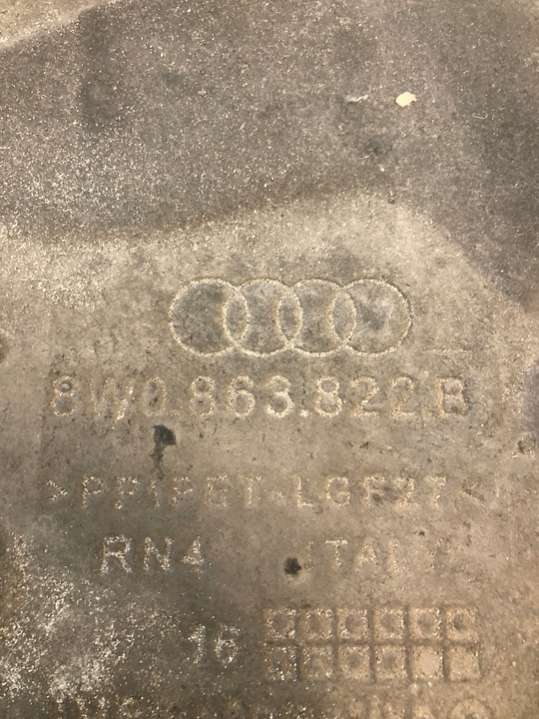 8W0.863.822.B
>PP/PET-LGF27<
RN4 ITALY
16